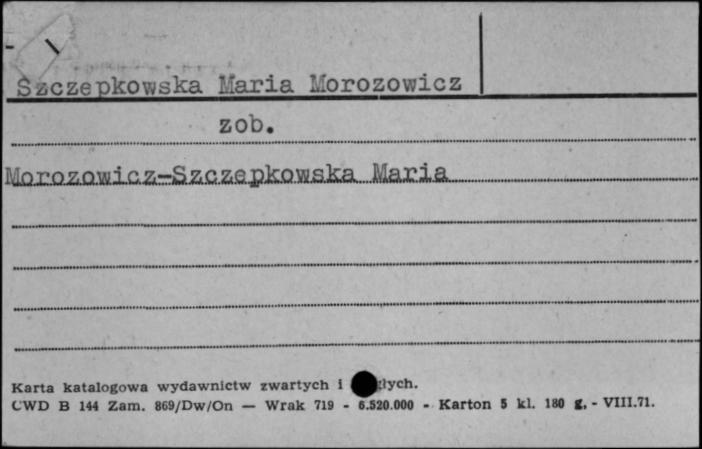 Szczepkowska Maria Morozowicz
zob.
Morozowicz-Szczepkowska Maria
Karta katalogowa wydawnictw zwartych i
CWD B 144 Zam. 869/Dw/On — Wrak 719 - 6.520.000 - Karton 5 kl. 180 g. - VIII.71.